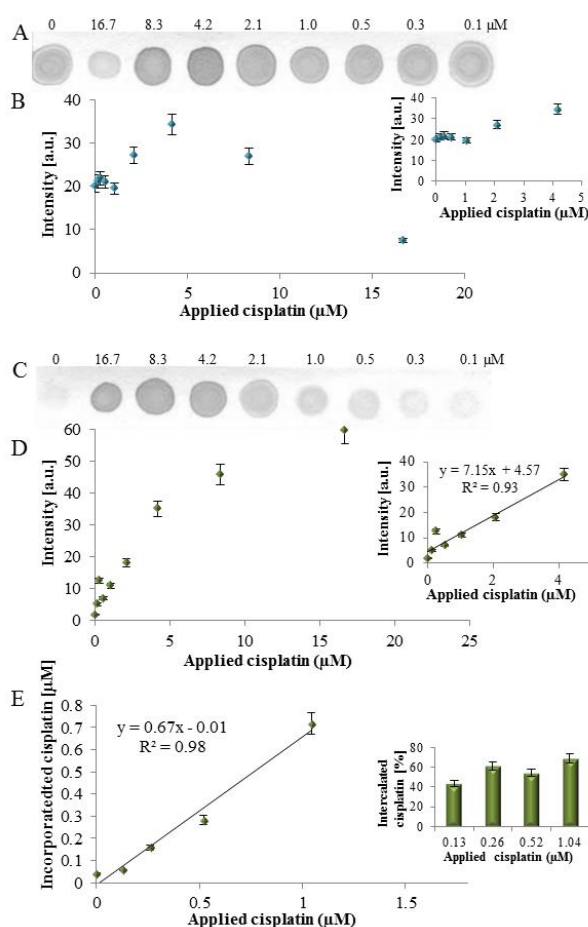 A
0 16.7 8.3 4.2 2.1 1.0 0.5 0.3 0.1 µM
B
Intensity [a.u.]
40
30
20
10
0
0 5 10 15 20
Applied cisplatin (µM)
Intensity [a.u.]
40
30
20
10
0
0 1 2 3 4 5
Applied cisplatin (µM)
C
0 16.7 8.3 4.2 2.1 1.0 0.5 0.3 0.1 µM
D
Intensity [a.u.]
60
50
40
30
20
10
0
0 5 10 15 20 25
Applied cisplatin (µM)
Intensity [a.u.]
40
30
20
10
0
y = 7.15x + 4.57
R² = 0.93
0 2 4
Applied cisplatin (µM)
E
Incorporatedted cisplatin [µM]
0.8
0.7
0.6
0.5
0.4
0.3
0.2
0.1
0
y = 0.67x - 0.01
R² = 0.98
0 0.5 1 1.5
Applied cisplatin (µM)
Intercalated
cisplatin [%]
80
60
40
20
0
0.13 0.26 0.52 1.04
Applied cisplatin (µM)